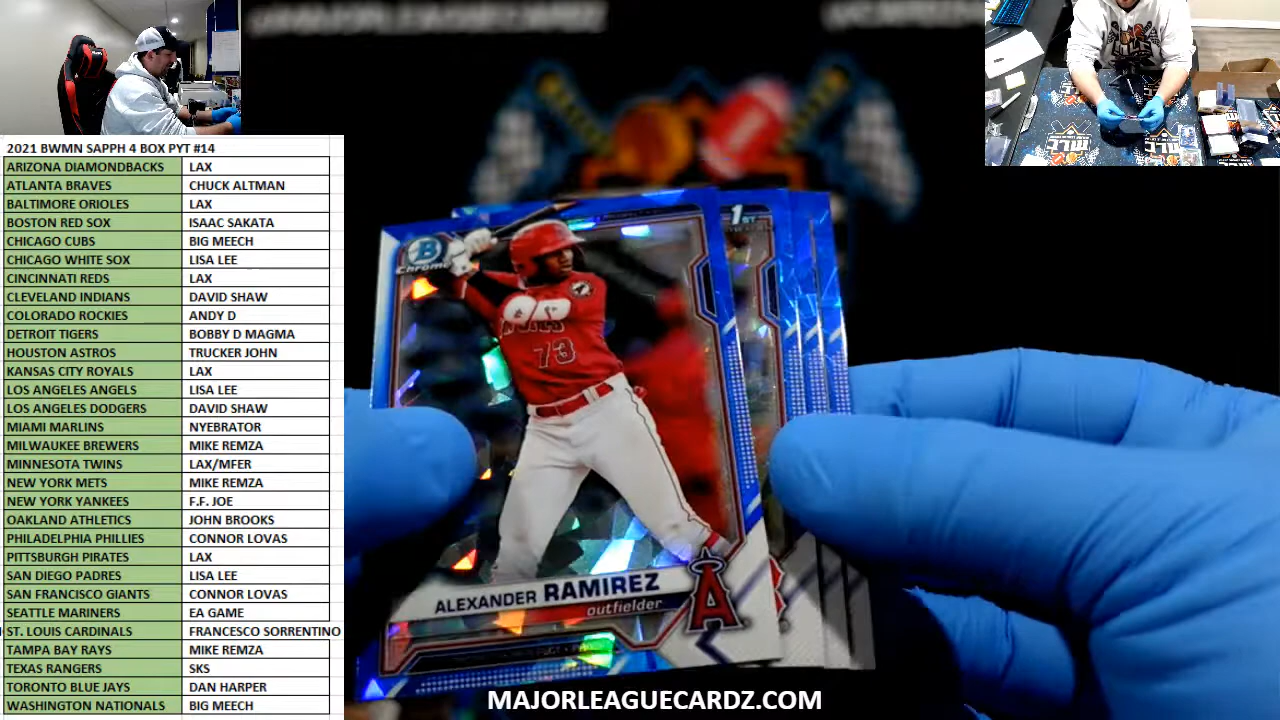 2021 BWMN SAPPH 4 BOX PYT #14
ARIZONA DIAMONDBACKS LAX
ATLANTA BRAVES CHUCK ALTMAN
BALTIMORE ORIOLES LAX
BOSTON RED SOX ISAAC SAKATA
CHICAGO CUBS BIG MEECH
CHICAGO WHITE SOX LISA LEE
CINCINNATI REDS LAX
CLEVELAND INDIANS DAVID SHAW
COLORADO ROCKIES ANDY D
DETROIT TIGERS BOBBY D MAGMA
HOUSTON ASTROS TRUCKER JOHN
KANSAS CITY ROYALS LAX
LOS ANGELES ANGELS LISA LEE
LOS ANGELES DODGERS DAVID SHAW
MIAMI MARLINS NYEBRATOR
MILWAUKEE BREWERS MIKE REMZA
MINNESOTA TWINS LAX/MFER
NEW YORK METS MIKE REMZA
NEW YORK YANKEES F.F. JOE
OAKLAND ATHLETICS JOHN BROOKS
PHILADELPHIA PHILLIES CONNOR LOVAS
PITTSBURGH PIRATES LAX
SAN DIEGO PADRES LISA LEE
SAN FRANCISCO GIANTS CONNOR LOVAS
SEATTLE MARINERS EA GAME
ST. LOUIS CARDINALS FRANCESCO SORRENTINO
TAMPA BAY RAYS MIKE REMZA
TEXAS RANGERS SKS
TORONTO BLUE JAYS DAN HARPER
WASHINGTON NATIONALS BIG MEECH
B
Chrome
1ST
73
ALEXANDER RAMIREZ
outfielder
A
MAJORLEAGUECARDZ.COM
MLC